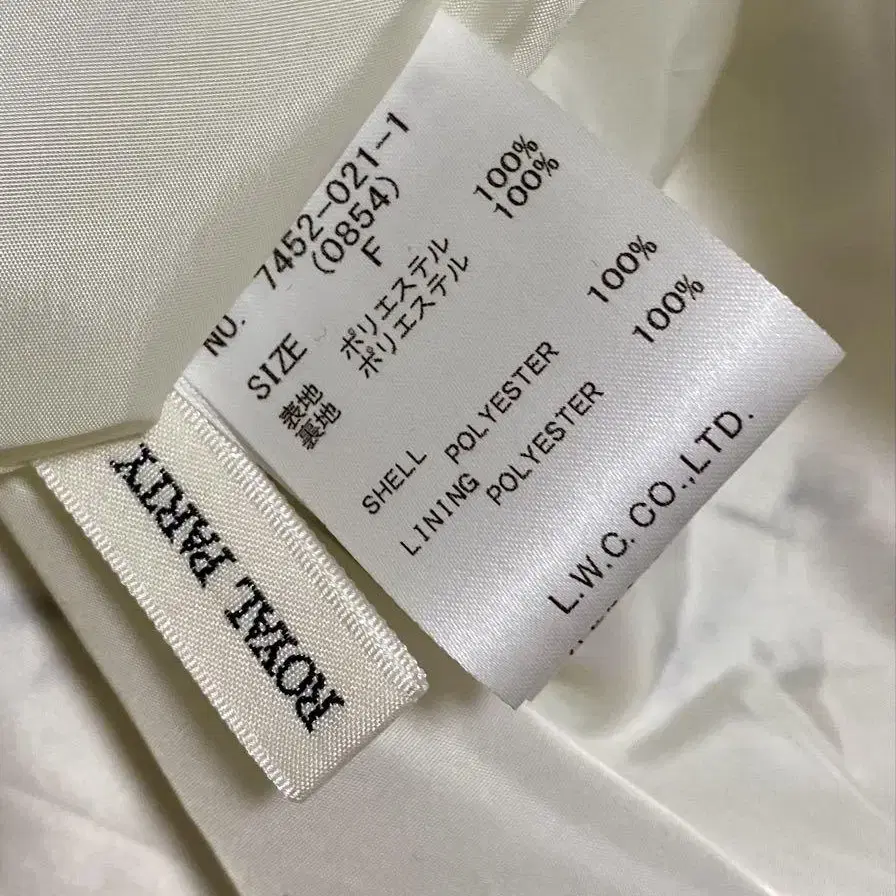 NU. 7452-021-1
(0854)
SIZE F
表地 ポリエステル 100%
裏地 ポリエステル 100%
SHELL POLYESTER 100%
LINING POLYESTER 100%
L.W.C.CO.,LTD.
ROYAL PARTY